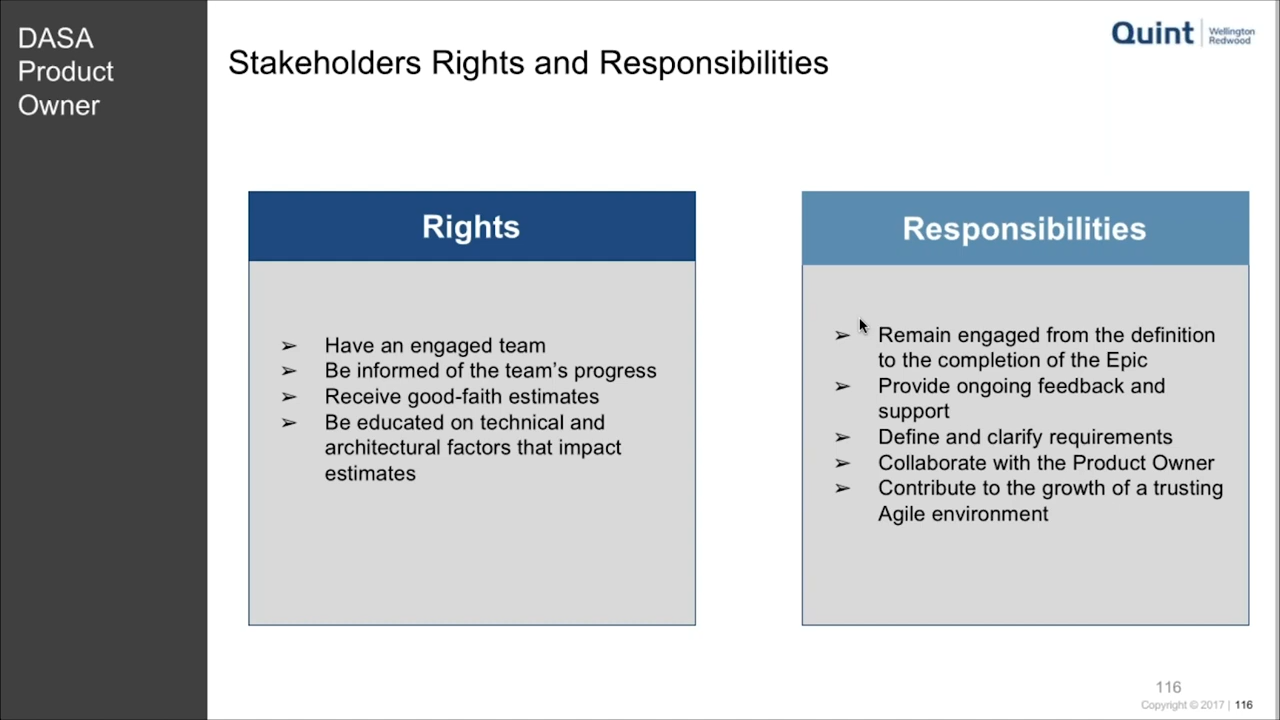 DASA
Product
Owner
Quint
Wellington
Redwood
Stakeholders Rights and Responsibilities
Rights
➢ Have an engaged team
➢ Be informed of the team’s progress
➢ Receive good-faith estimates
➢ Be educated on technical and
architectural factors that impact
estimates
Responsibilities
➢ Remain engaged from the definition
to the completion of the Epic
➢ Provide ongoing feedback and
support
➢ Define and clarify requirements
➢ Collaborate with the Product Owner
➢ Contribute to the growth of a trusting
Agile environment
116
Copyright © 2017 | 116